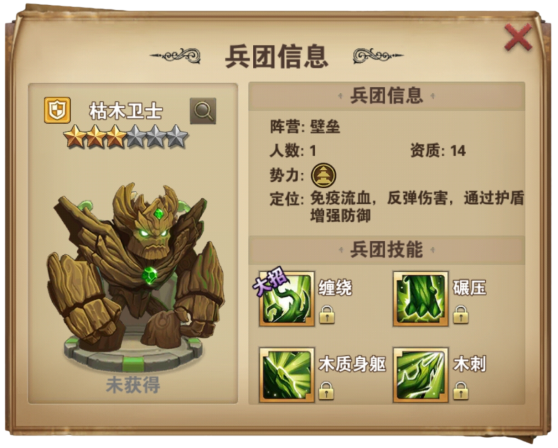 兵团信息
枯木卫士
未获得
兵团信息
阵营: 壁垒
人数: 1 资质: 14
势力:
定位: 免疫流血，反弹伤害，通过护盾
增强防御
兵团技能
大招 缠绕 碾压
木质身躯 木刺